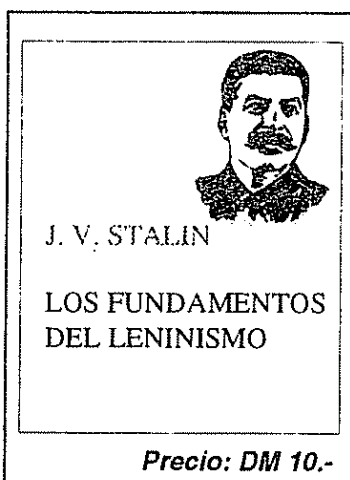 J. V. STALIN
LOS FUNDAMENTOS
DEL LENINISMO
Precio: DM 10.-